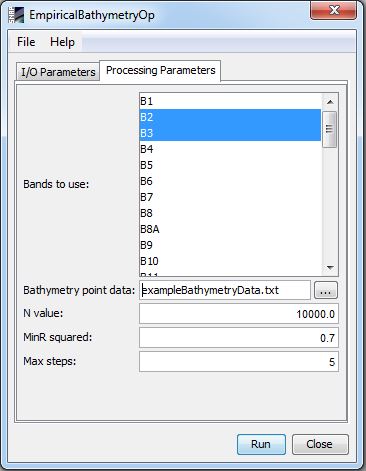 EmpiricalBathymetryOp
File Help
I/O Parameters Processing Parameters
B1
B2
B3
B4
B5
Bands to use:
B6
B7
B8
B8A
B9
B10
B11
Bathymetry point data: exampleBathymetryData.txt ...
N value: 10000.0
MinR squared: 0.7
Max steps: 5
Run Close